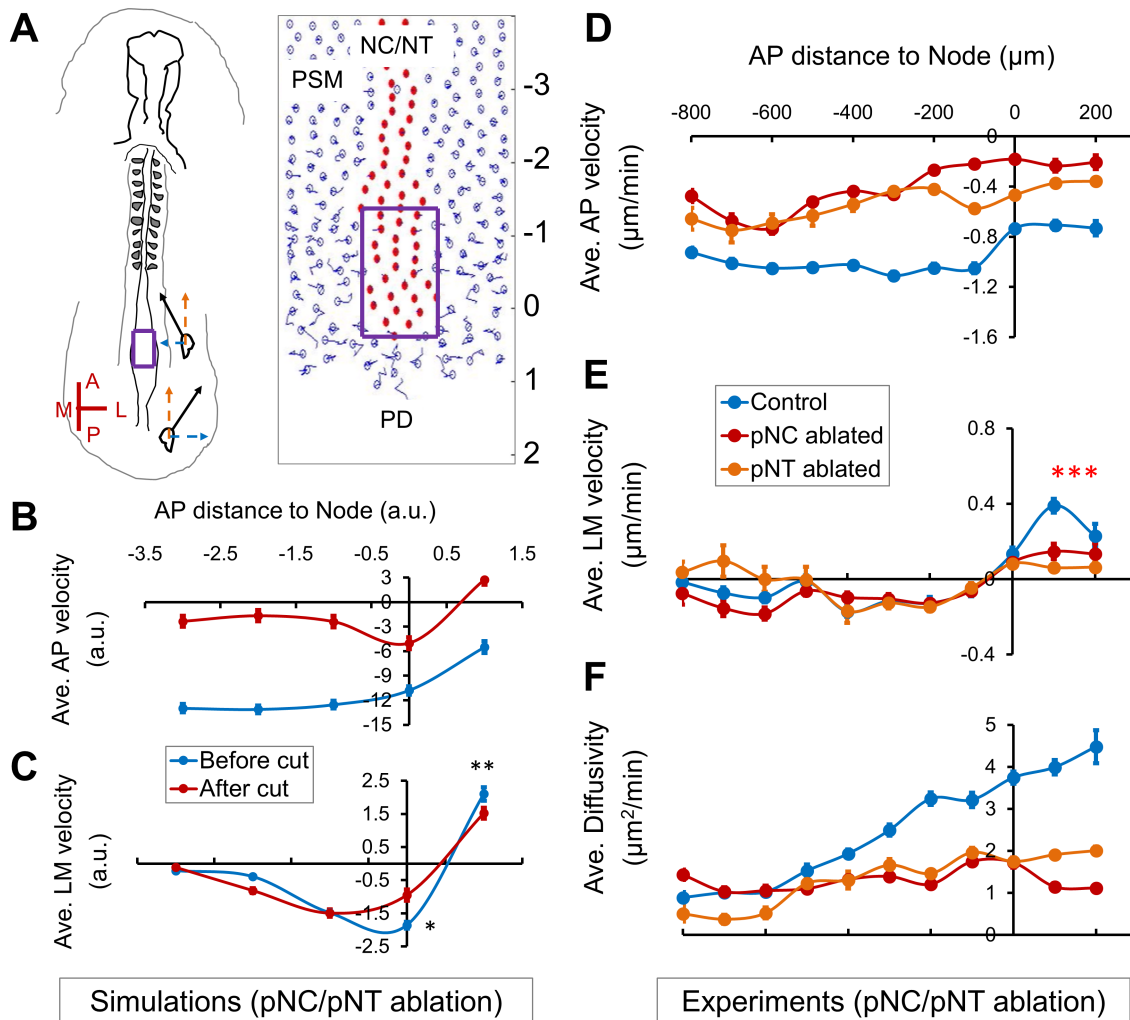 A
NC/NT
PSM
-3
-2
-1
0
1
2
PD
A
M L
P
B
AP distance to Node (a.u.)
-3.5 -2.5 -1.5 -0.5 0.5 1.5
Ave. AP velocity
(a.u.)
3
0
-3
-6
-9
-12
-15
C
Before cut
After cut
Ave. LM velocity
(a.u.)
2.5
1.5
0.5
-0.5
-1.5
-2.5
**
*
Simulations (pNC/pNT ablation)
D
AP distance to Node (µm)
-800 -600 -400 -200 0 200
Ave. AP velocity
(µm/min)
0
-0.4
-0.8
-1.2
-1.6
E
Control
pNC ablated
pNT ablated
Ave. LM velocity
(µm/min)
0.8
0.4
0
-0.4
***
F
Ave. Diffusivity
(µm²/min)
5
4
3
2
1
0
-800 -600 -400 -200 0 200
Experiments (pNC/pNT ablation)